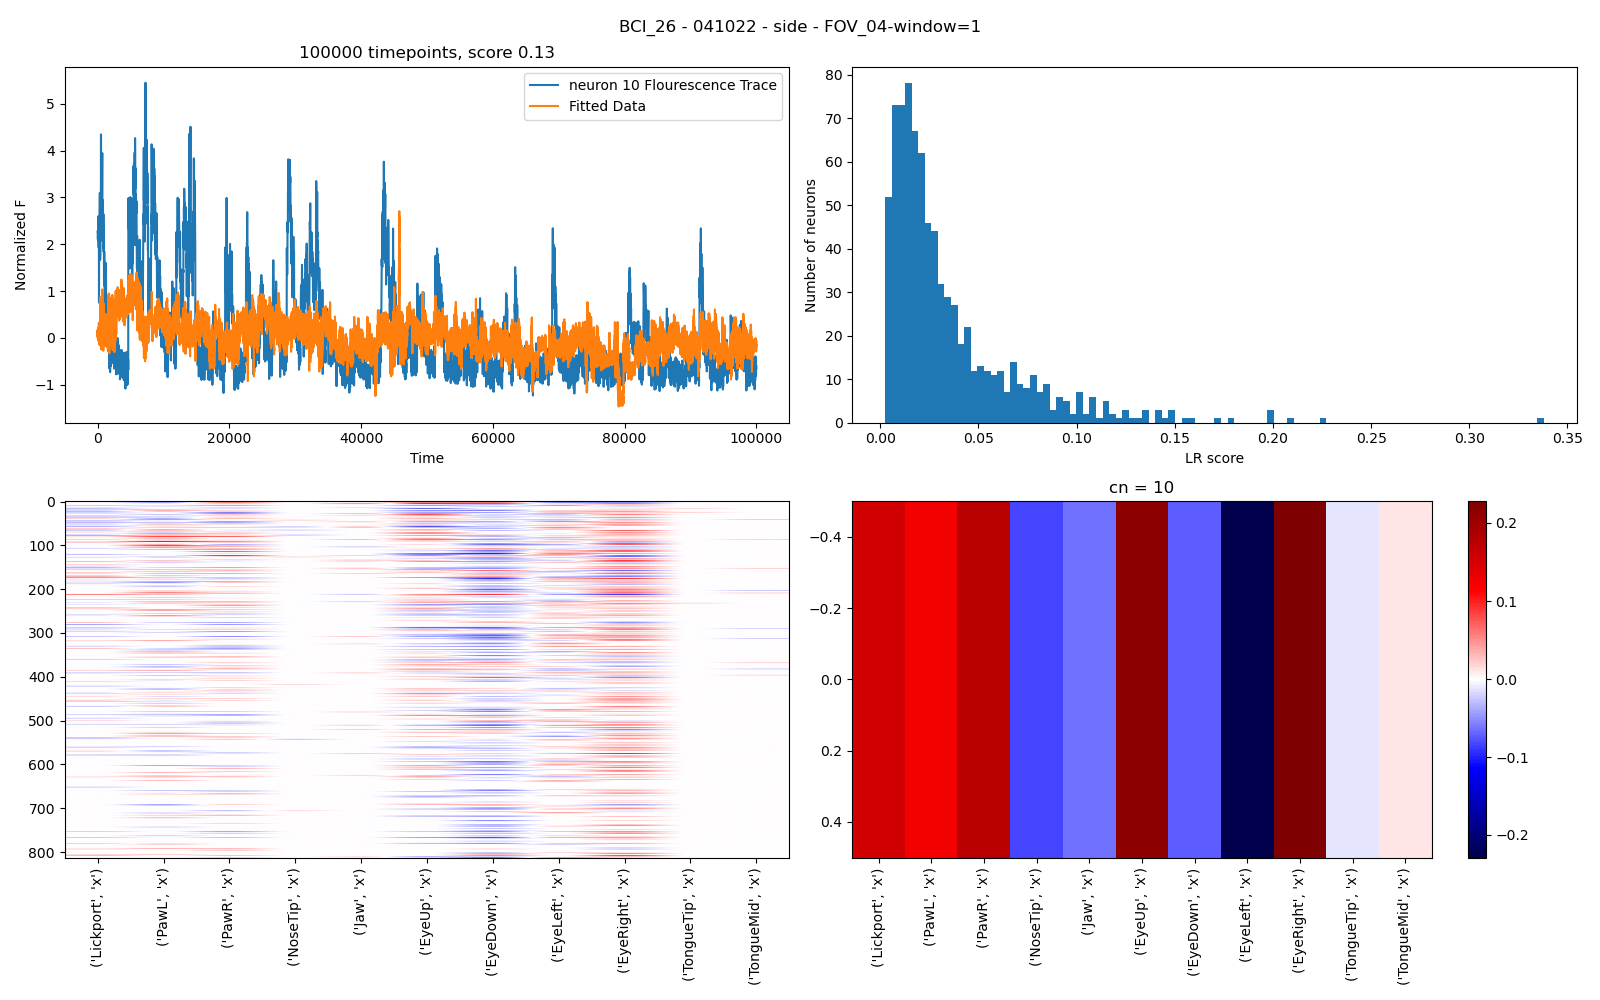 BCI_26 - 041022 - side - FOV_04-window=1
100000 timepoints, score 0.13
neuron 10 Flourescence Trace
Fitted Data
Normalized F
5
4
3
2
1
0
−1
0
20000
40000
60000
80000
100000
Time
Number of neurons
80
70
60
50
40
30
20
10
0
0.00
0.05
0.10
0.15
0.20
0.25
0.30
0.35
LR score
0
100
200
300
400
500
600
700
800
('Lickport', 'x')
('PawL', 'x')
('PawR', 'x')
('NoseTip', 'x')
('Jaw', 'x')
('EyeUp', 'x')
('EyeDown', 'x')
('EyeLeft', 'x')
('EyeRight', 'x')
('TongueTip', 'x')
('TongueMid', 'x')
cn = 10
−0.4
−0.2
0.0
0.2
0.4
('Lickport', 'x')
('PawL', 'x')
('PawR', 'x')
('NoseTip', 'x')
('Jaw', 'x')
('EyeUp', 'x')
('EyeDown', 'x')
('EyeLeft', 'x')
('EyeRight', 'x')
('TongueTip', 'x')
('TongueMid', 'x')
0.2
0.1
0.0
−0.1
−0.2